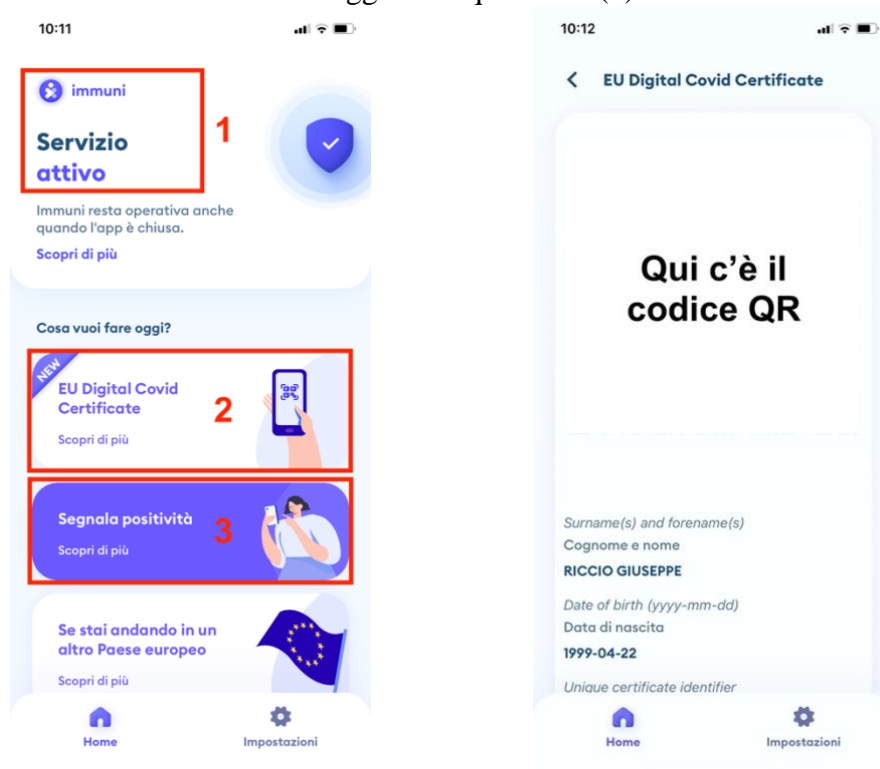 10:11
immuni
1
Servizio
attivo
Immuni resta operativa anche
quando l'app è chiusa.
Scopri di più
Cosa vuoi fare oggi?
NEW
EU Digital Covid
Certificate
2
Scopri di più
Segnala positività
3
Scopri di più
Se stai andando in un
altro Paese europeo
Scopri di più
Home
Impostazioni
10:12
EU Digital Covid Certificate
Qui c'è il
codice QR
Surname(s) and forename(s)
Cognome e nome
RICCIO GIUSEPPE
Date of birth (yyyy-mm-dd)
Data di nascita
1999-04-22
Unique certificate identifier
Home
Impostazioni